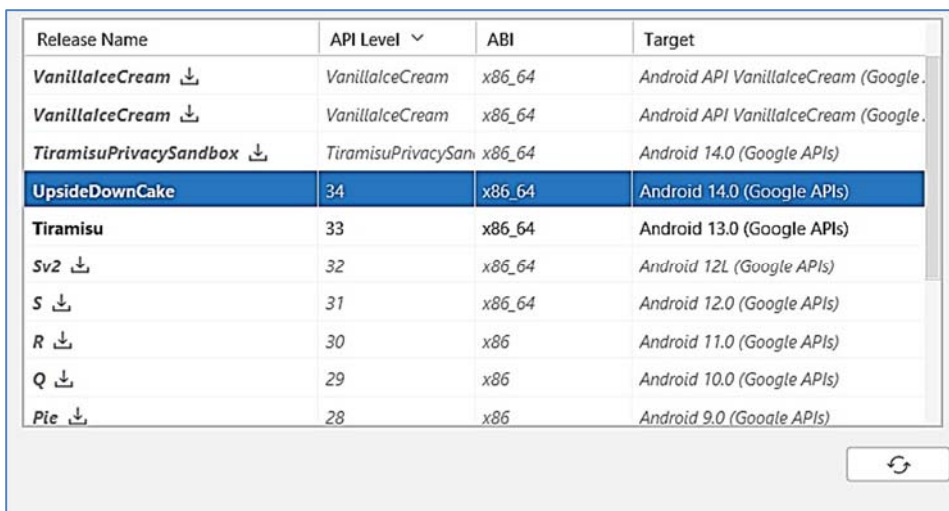 Release Name API Level ABI Target
VanillaIceCream VanillaIceCream x86_64 Android API VanillaIceCream (Google .
VanillaIceCream VanillaIceCream x86_64 Android API VanillaIceCream (Google .
TiramisuPrivacySandbox TiramisuPrivacySan x86_64 Android 14.0 (Google APIs)
UpsideDownCake 34 x86_64 Android 14.0 (Google APIs)
Tiramisu 33 x86_64 Android 13.0 (Google APIs)
Sv2 32 x86_64 Android 12L (Google APIs)
S 31 x86_64 Android 12.0 (Google APIs)
R 30 x86 Android 11.0 (Google APIs)
Q 29 x86 Android 10.0 (Google APIs)
Pie 28 x86 Android 9.0 (Google APIs)